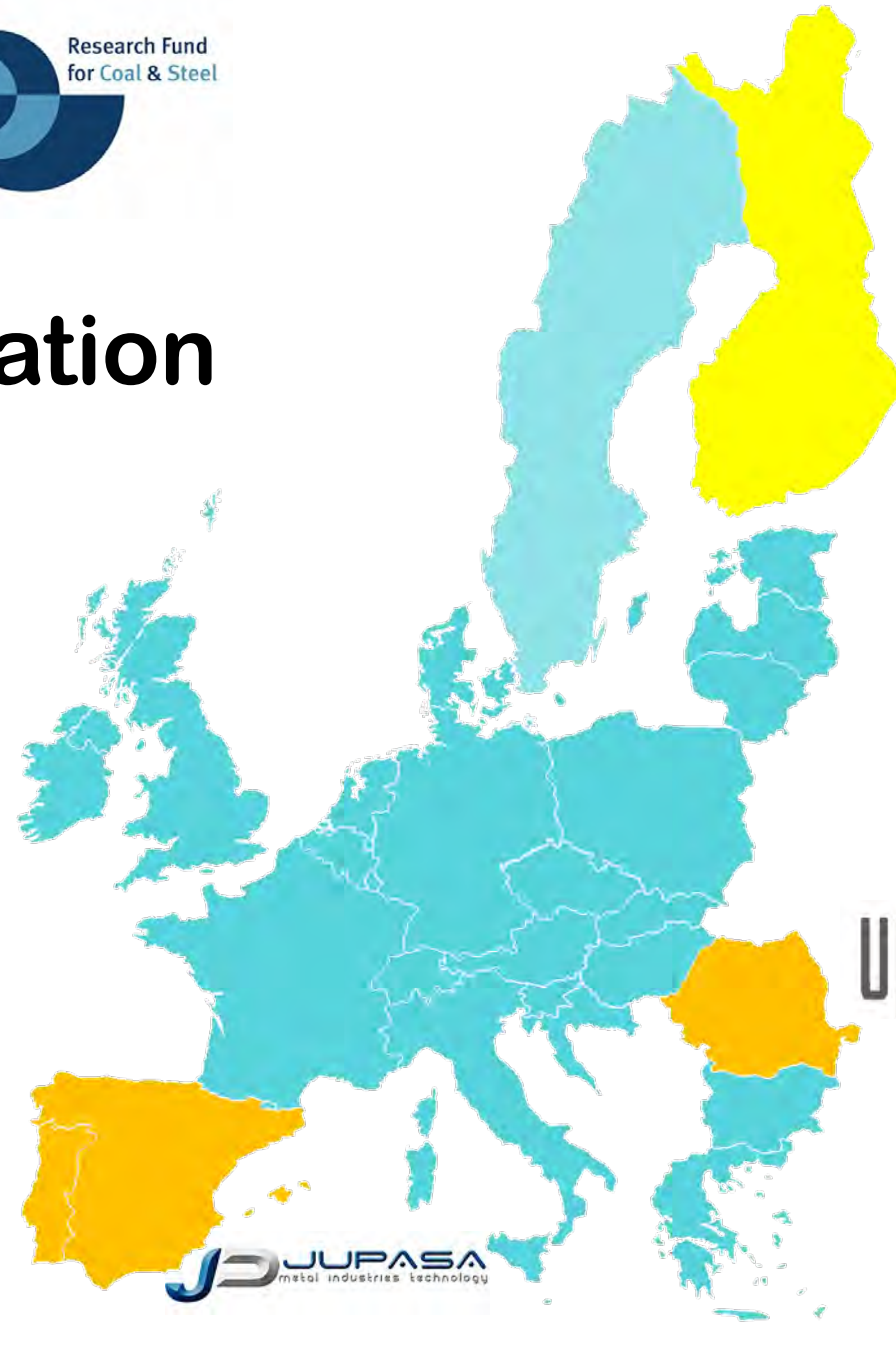 Research Fund
for Coal & Steel
ation
U
JUPASA
metal industries technology